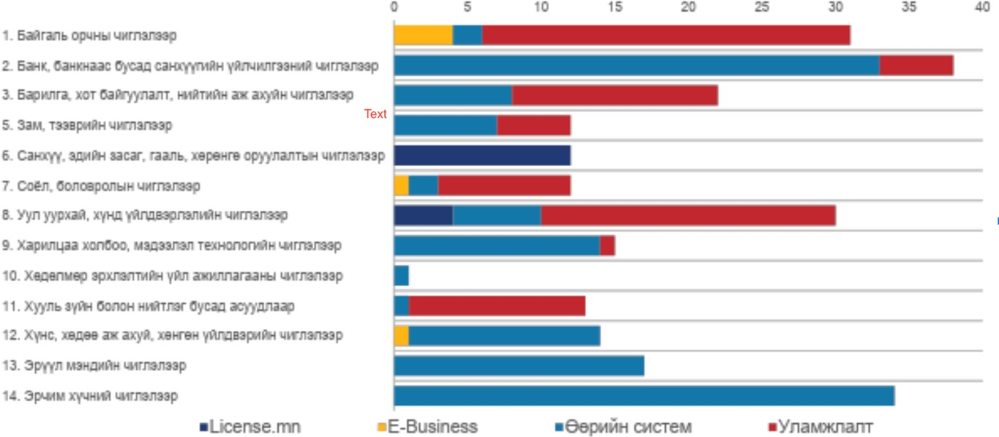 0 5 10 15 20 25 30 35 40
1. Байгаль орчны чиглэлээр
2. Банк, банкнаас бусад санхүүгийн үйлчилгээний чиглэлээр
3. Барилга, хот байгуулалт, нийтийн аж ахуйн чиглэлээр
Text
5. Зам, тээврийн чиглэлээр
6. Санхүү, эдийн засаг, гааль, хөрөнгө оруулалтын чиглэлээр
7. Соёл, боловролын чиглэлээр
8. Уул уурхай, хүнд үйлдвэрлэлийн чиглэлээр
9. Харилцаа холбоо, мэдээлэл технологийн чиглэлээр
10. Хөдөлмөр эрхлэлтийн үйл ажиллагааны чиглэлээр
11. Хууль зүйн болон нийтлэг бусад асуудлаар
12. Хүнс, хөдөө аж ахуй, хөнгөн үйлдвэрийн чиглэлээр
13. Эрүүл мэндийн чиглэлээр
14. Эрчим хүчний чиглэлээр
License.mn E-Business Өөрийн систем Уламжлалт